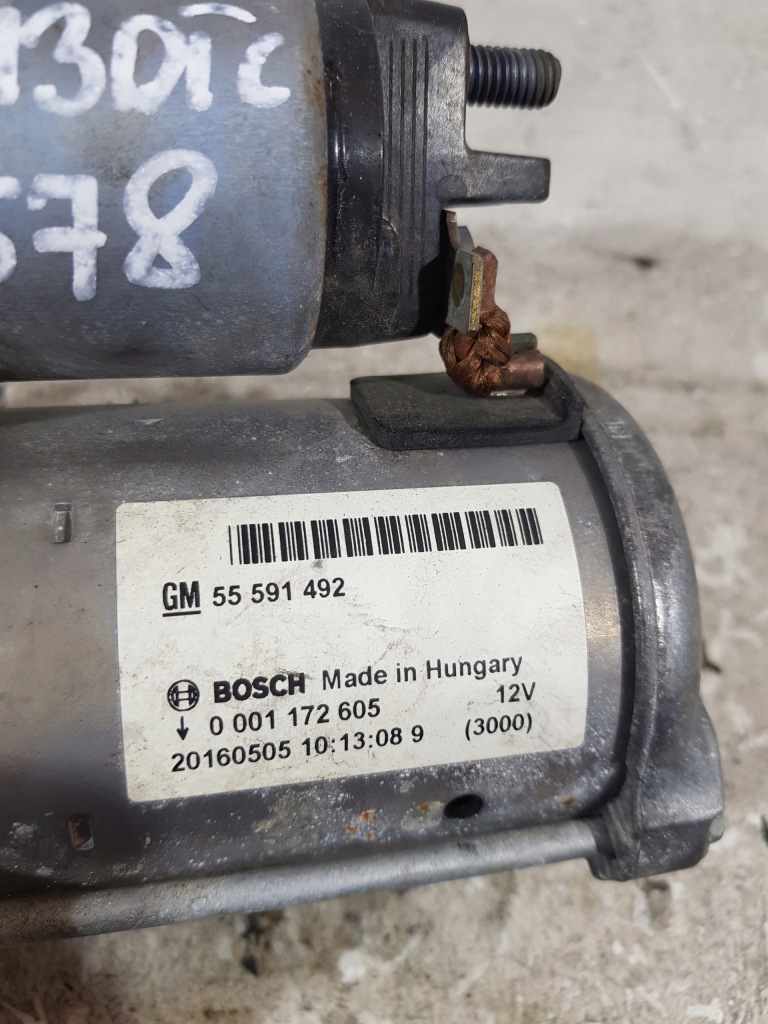 578
GM 55 591 492
BOSCH Made in Hungary
0 001 172 605 12V
20160505 10:13:08 9 (3000)